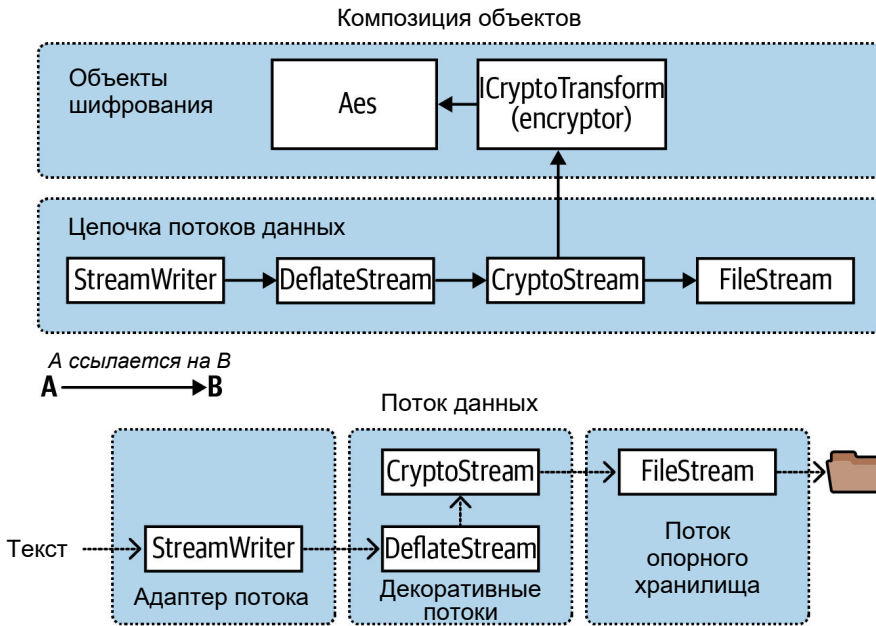 Композиция объектов
Объекты
шифрования
Aes
ICryptoTransform
(encryptor)
Цепочка потоков данных
StreamWriter
DeflateStream
CryptoStream
FileStream
A ссылается на B
A
B
Поток данных
CryptoStream
FileStream
Текст
StreamWriter
DeflateStream
Адаптер потока
Декоративные
потоки
Поток
опорного
хранилища